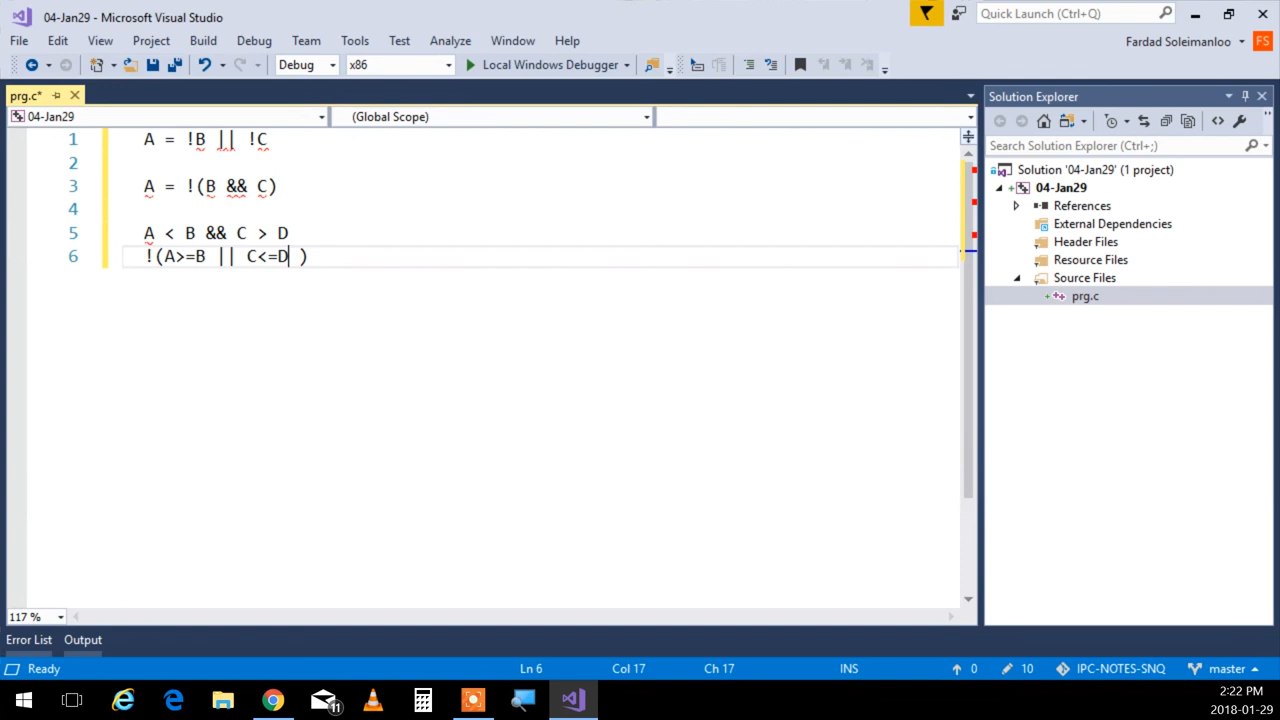 04-Jan29 - Microsoft Visual Studio
Quick Launch (Ctrl+Q)
File Edit View Project Build Debug Team Tools Test Analyze Window Help
Fardad Soleimanloo FS
Debug x86 Local Windows Debugger
prg.c*
04-Jan29 (Global Scope)
1 A = !B || !C
2
3 A = !(B && C)
4
5 A < B && C > D
6 !(A>=B || C<=D )
117 %
Solution Explorer
Search Solution Explorer (Ctrl+;)
Solution '04-Jan29' (1 project)
04-Jan29
References
External Dependencies
Header Files
Resource Files
Source Files
prg.c
Error List Output
Ready Ln 6 Col 17 Ch 17 INS 0 10 IPC-NOTES-SNQ master
11
2:22 PM
2018-01-29